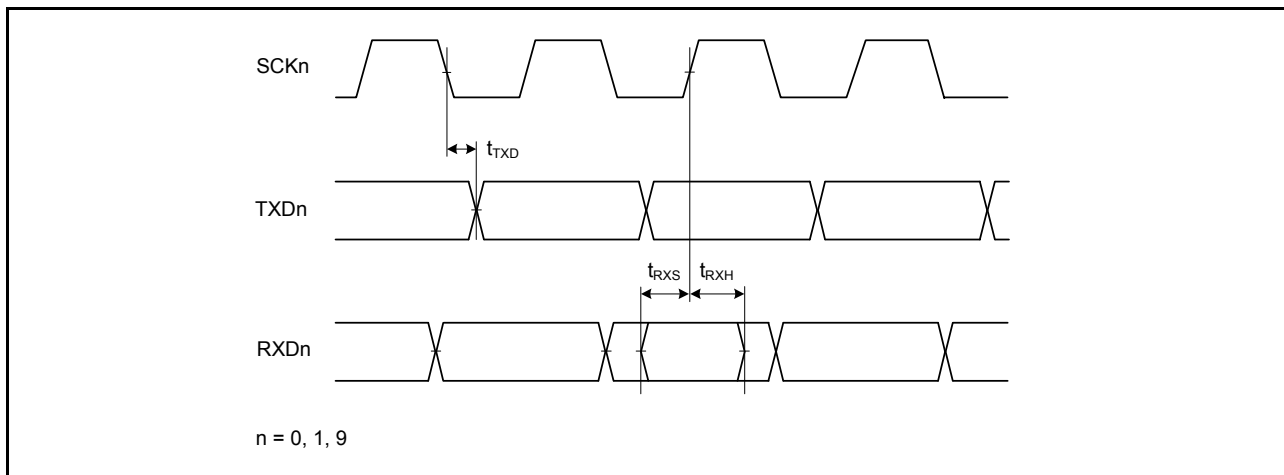 SCKn
tTXD
TXDn
tRXS tRXH
RXDn
n = 0, 1, 9